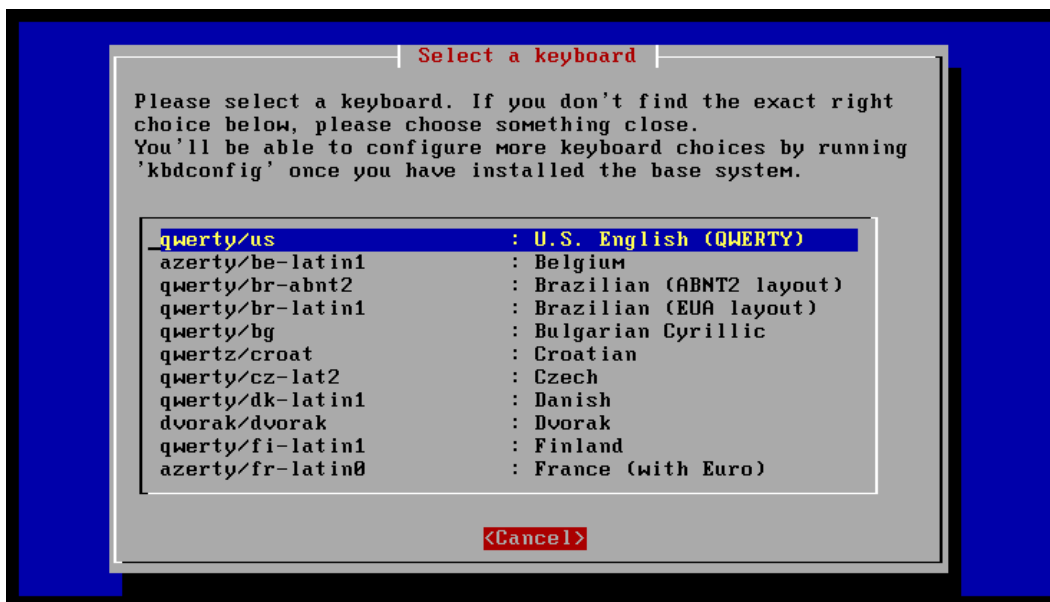 Select a keyboard
Please select a keyboard. If you don't find the exact right
choice below, please choose something close.
You'll be able to configure more keyboard choices by running
'kbdconfig' once you have installed the base system.
qwerty/us : U.S. English (QWERTY)
azerty/be-latin1 : Belgium
qwerty/br-abnt2 : Brazilian (ABNT2 layout)
qwerty/br-latin1 : Brazilian (EUA layout)
qwerty/bg : Bulgarian Cyrillic
qwertz/croat : Croatian
qwerty/cz-lat2 : Czech
qwerty/dk-latin1 : Danish
dvorak/dvorak : Dvorak
qwerty/fi-latin1 : Finland
azerty/fr-latin0 : France (with Euro)
<Cancel>